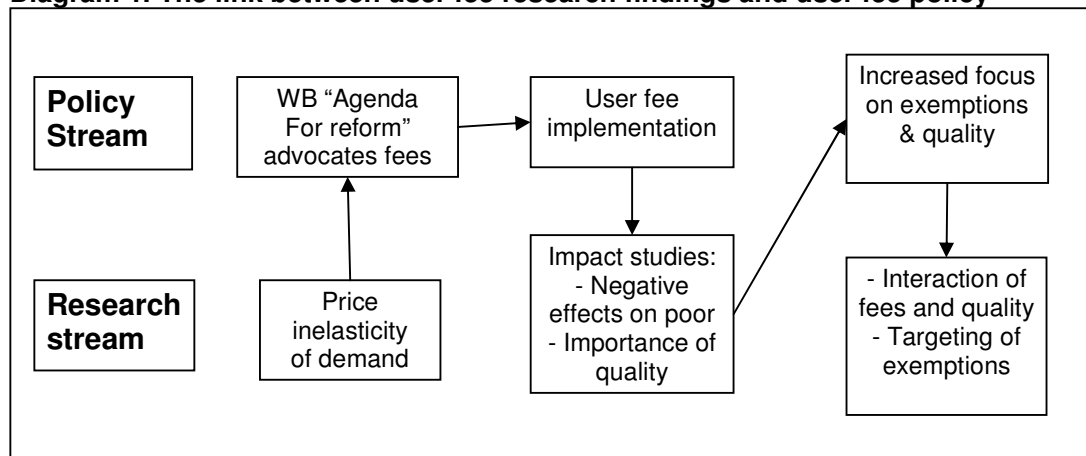 Diagram 1: The link between user fee research findings and user fee policy
Policy
Stream
WB “Agenda
For reform”
advocates fees
User fee
implementation
Increased focus
on exemptions
& quality
Research
stream
Price
inelasticity
of demand
Impact studies:
- Negative
effects on poor
- Importance of
quality
- Interaction of
fees and quality
- Targeting of
exemptions